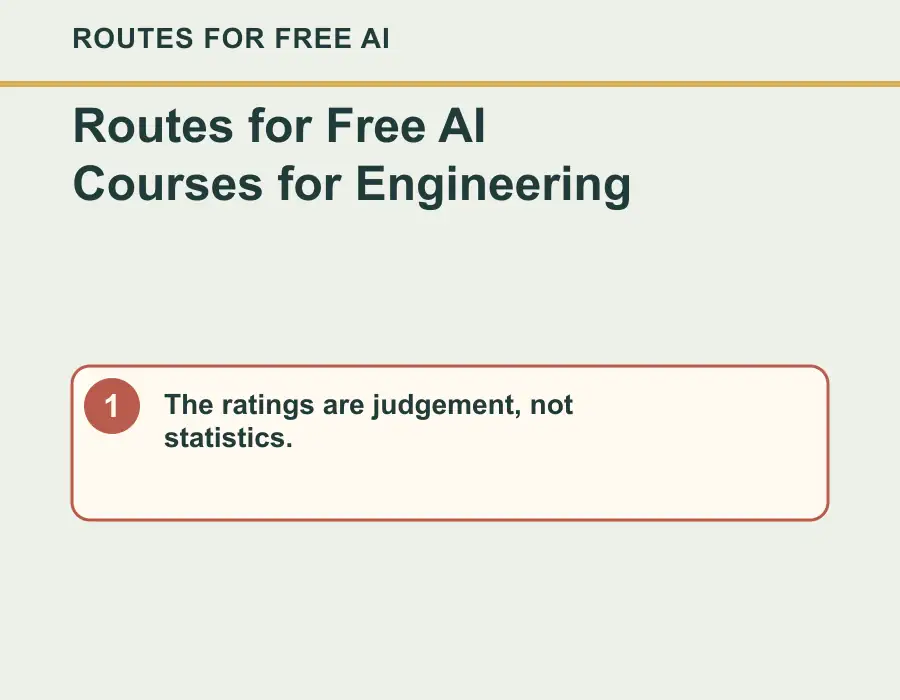 ROUTES FOR FREE AI
Routes for Free AI
Courses for Engineering
1
The ratings are judgement, not
statistics.